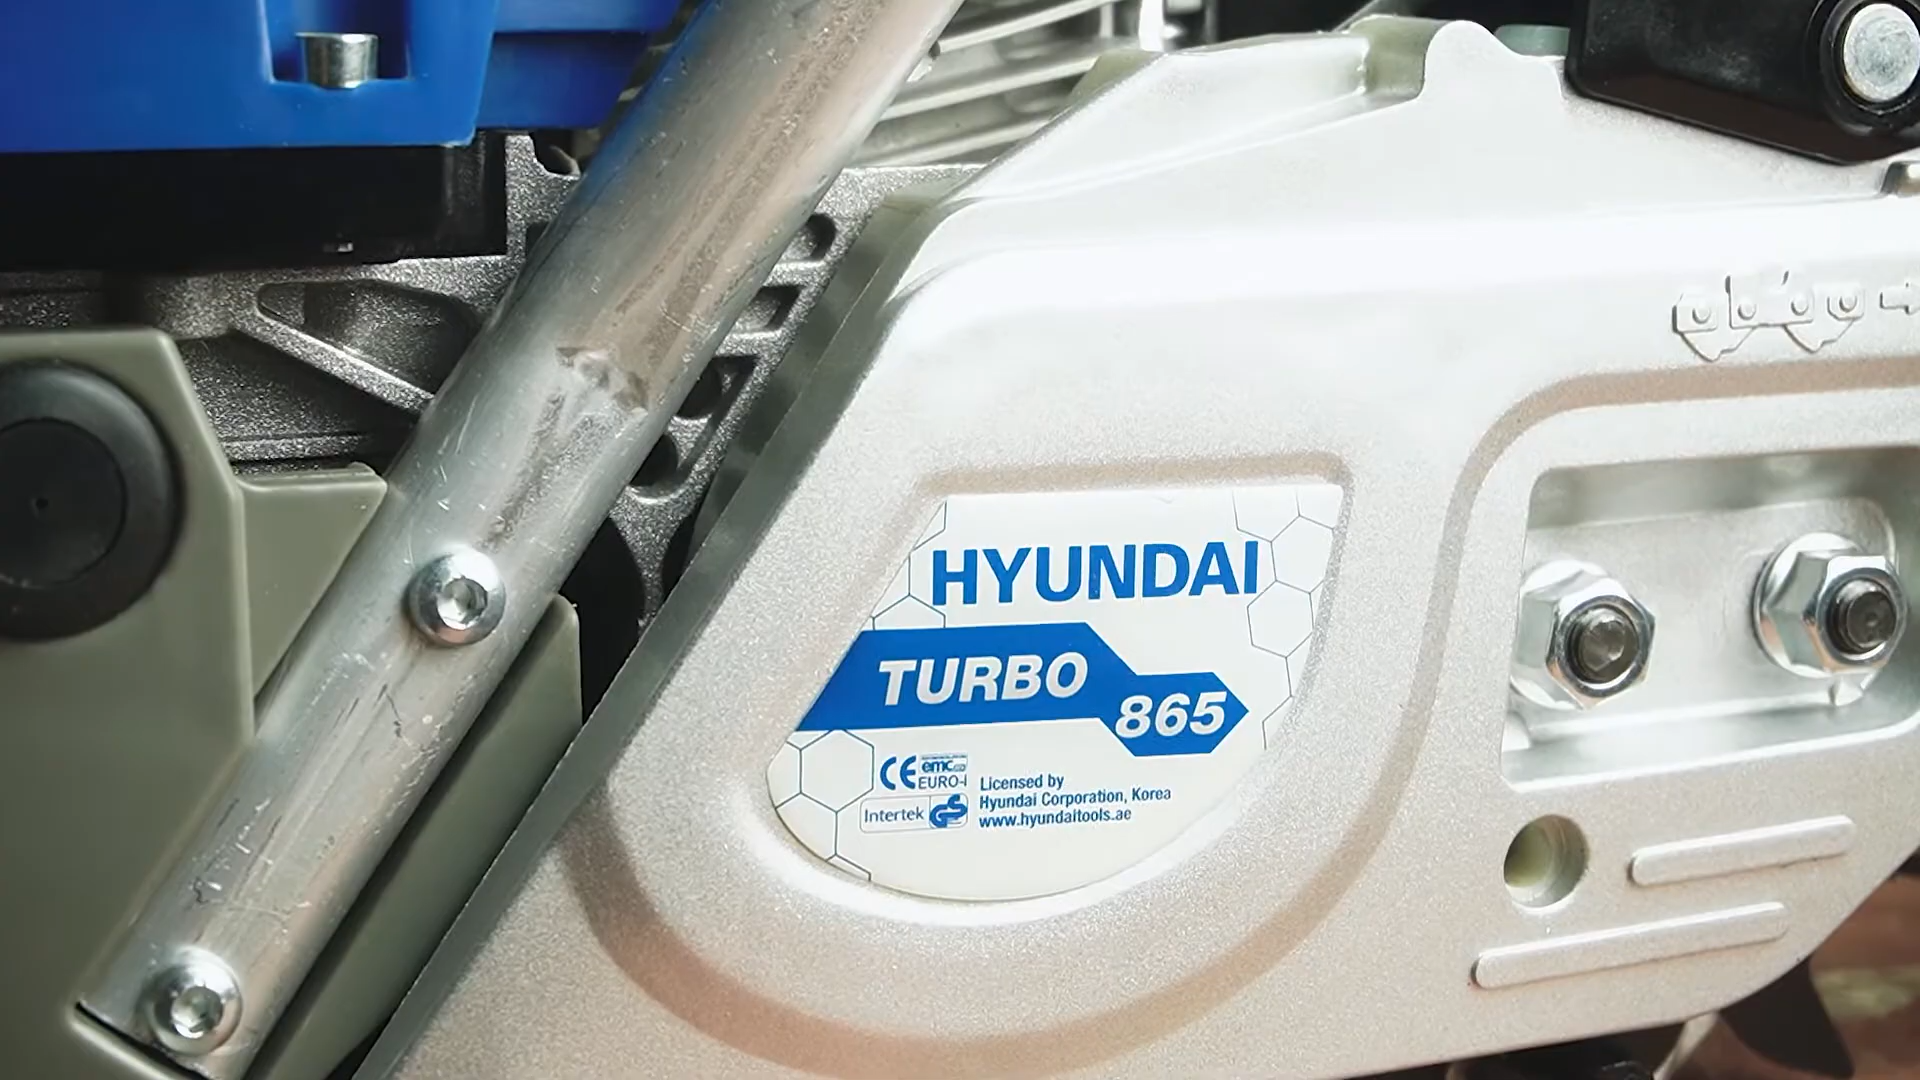 HYUNDAI
TURBO
865
CE emc
EURO-I
Intertek GS
Licensed by
Hyundai Corporation, Korea
www.hyundaitools.ae